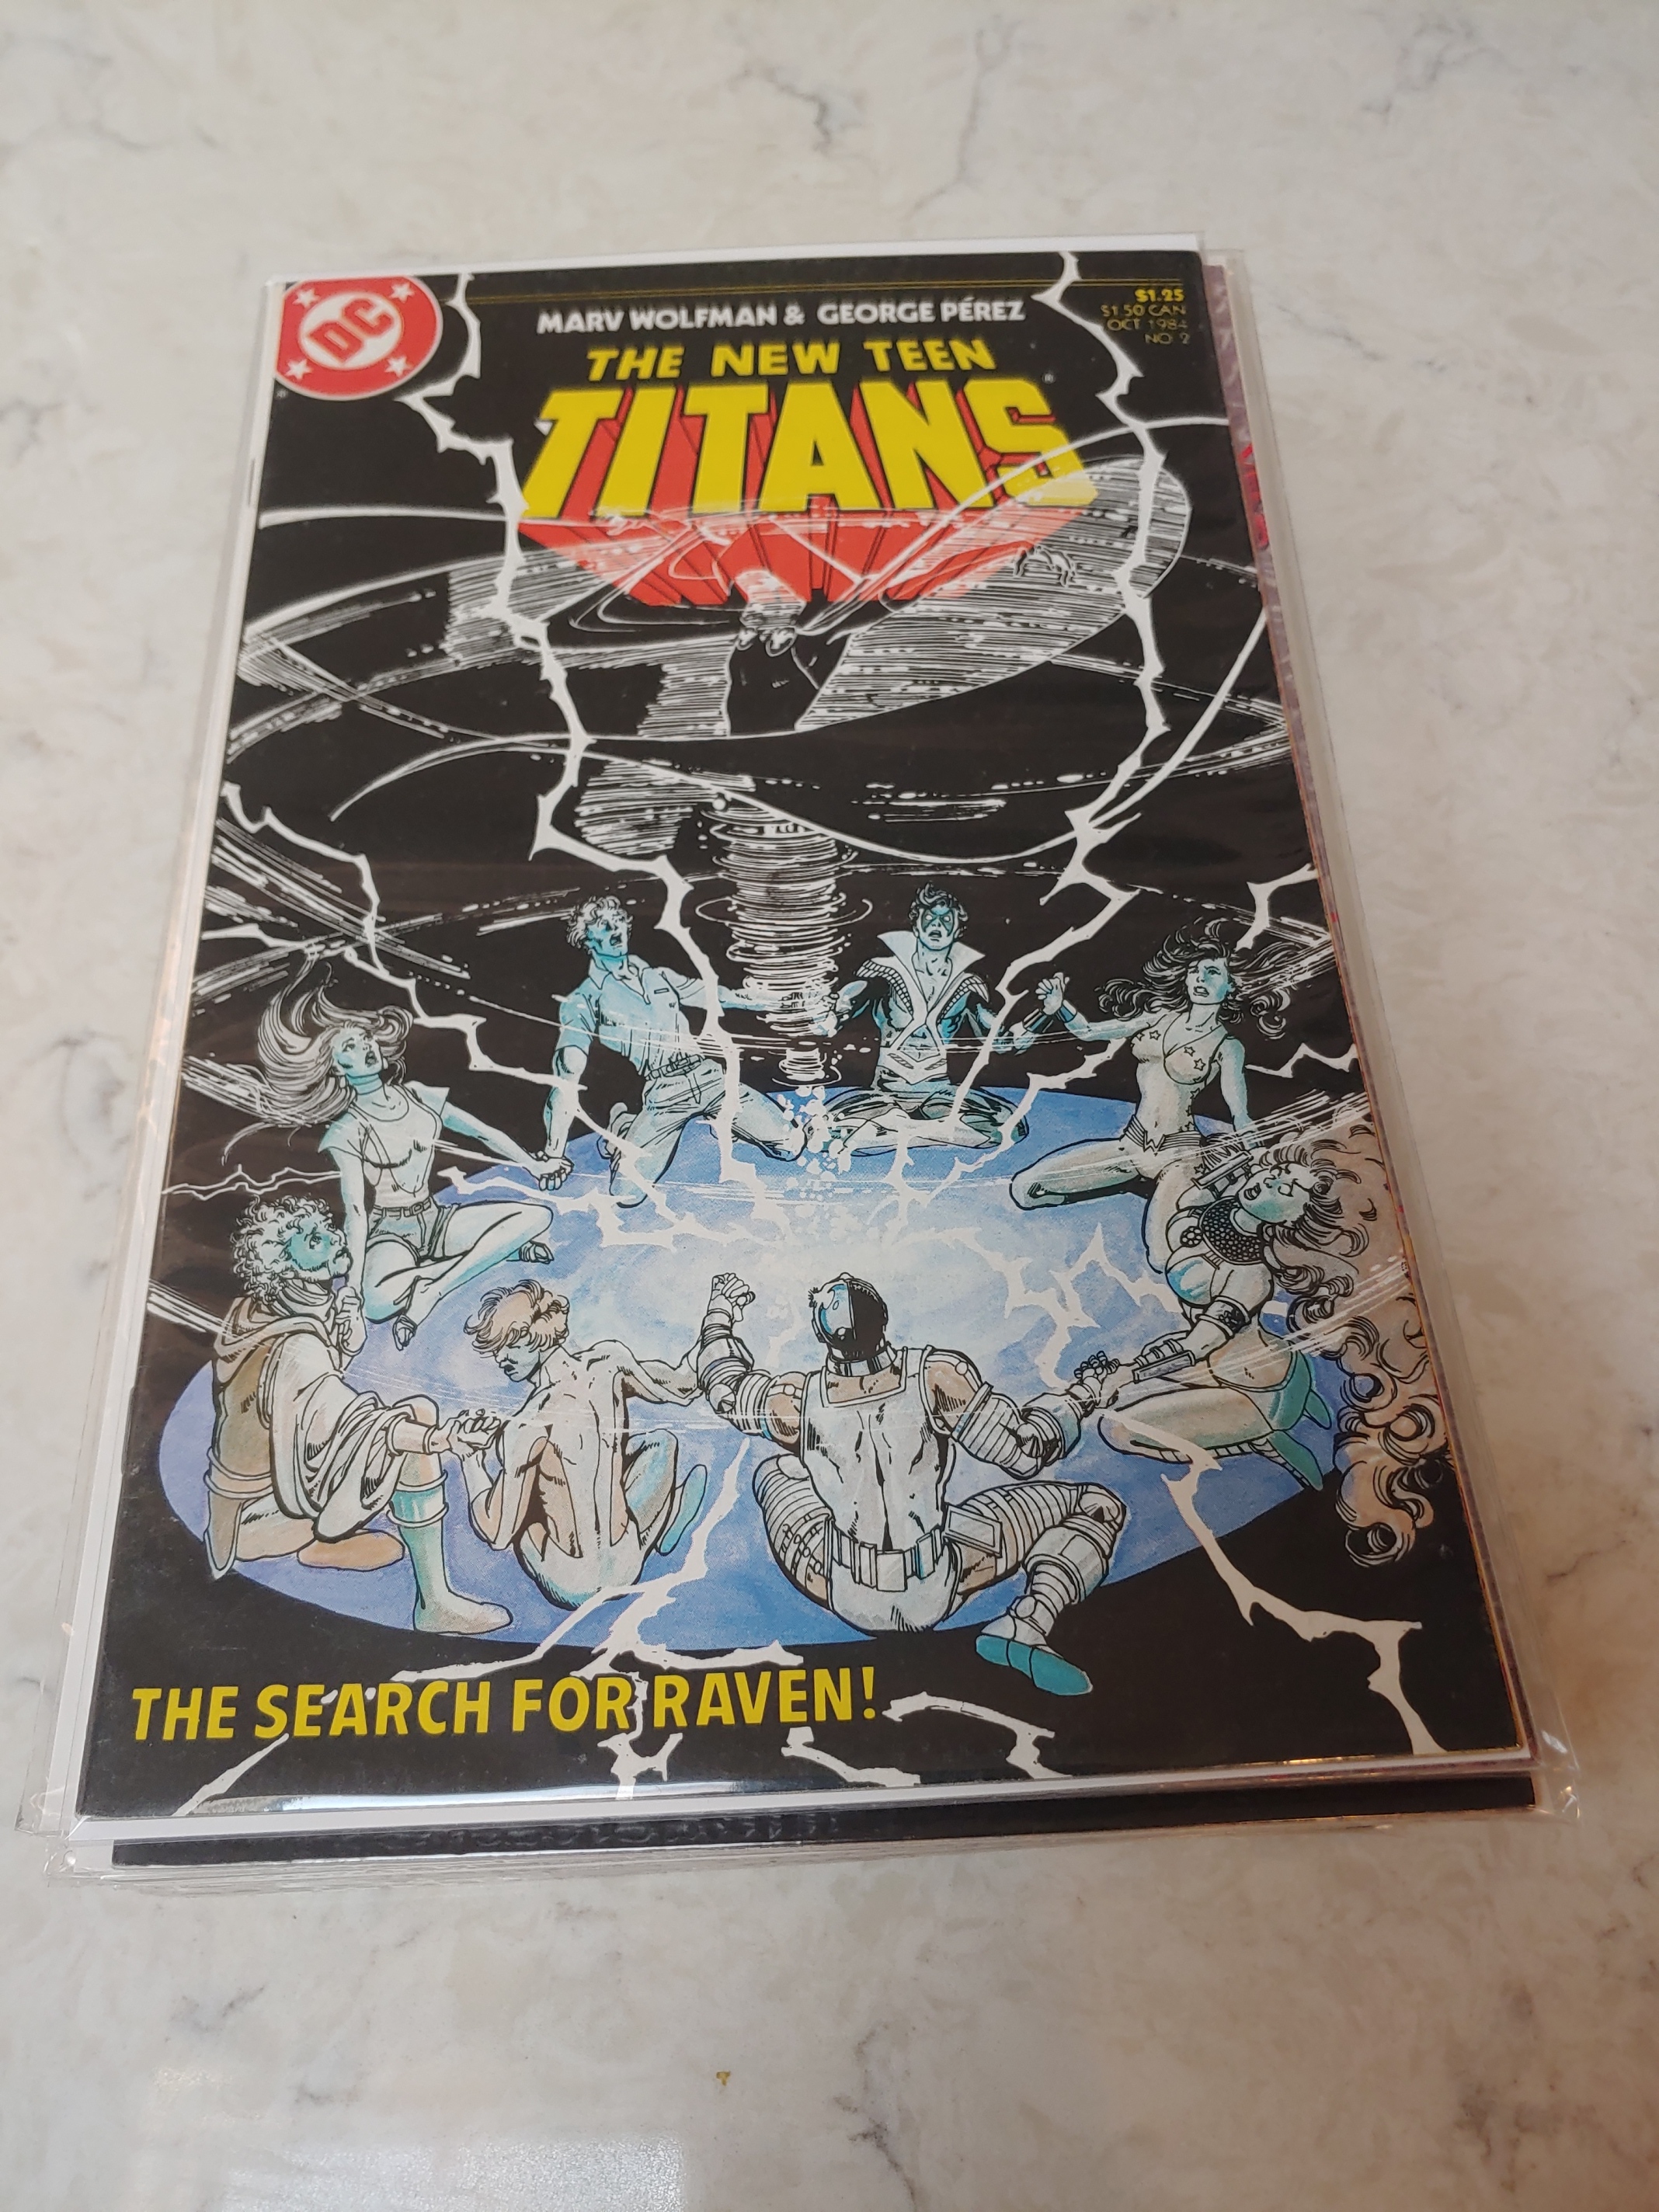 DC
MARV WOLFMAN & GEORGE PÉREZ
$1.25
$1.50 CAN
OCT 1984
NO. 2
THE NEW TEEN
TITANS®
THE SEARCH FOR RAVEN!